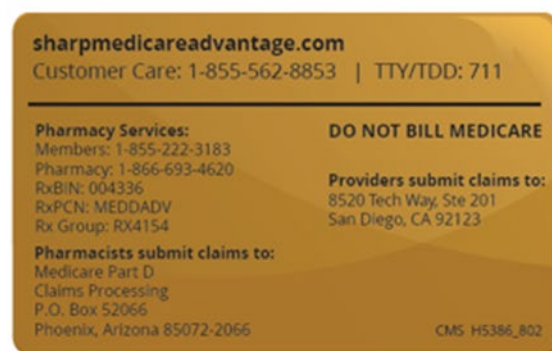 sharpmedicareadvantage.com
Customer Care: 1-855-562-8853 | TTY/TDD: 711
Pharmacy Services:
Members: 1-855-222-3183
Pharmacy: 1-866-693-4620
RxBIN: 004336
RxPCN: MEDDADV
Rx Group: RX4154
Pharmacists submit claims to:
Medicare Part D
Claims Processing
P.O. Box 52066
Phoenix, Arizona 85072-2066
DO NOT BILL MEDICARE
Providers submit claims to:
8520 Tech Way, Ste 201
San Diego, CA 92123
CMS H5386_802